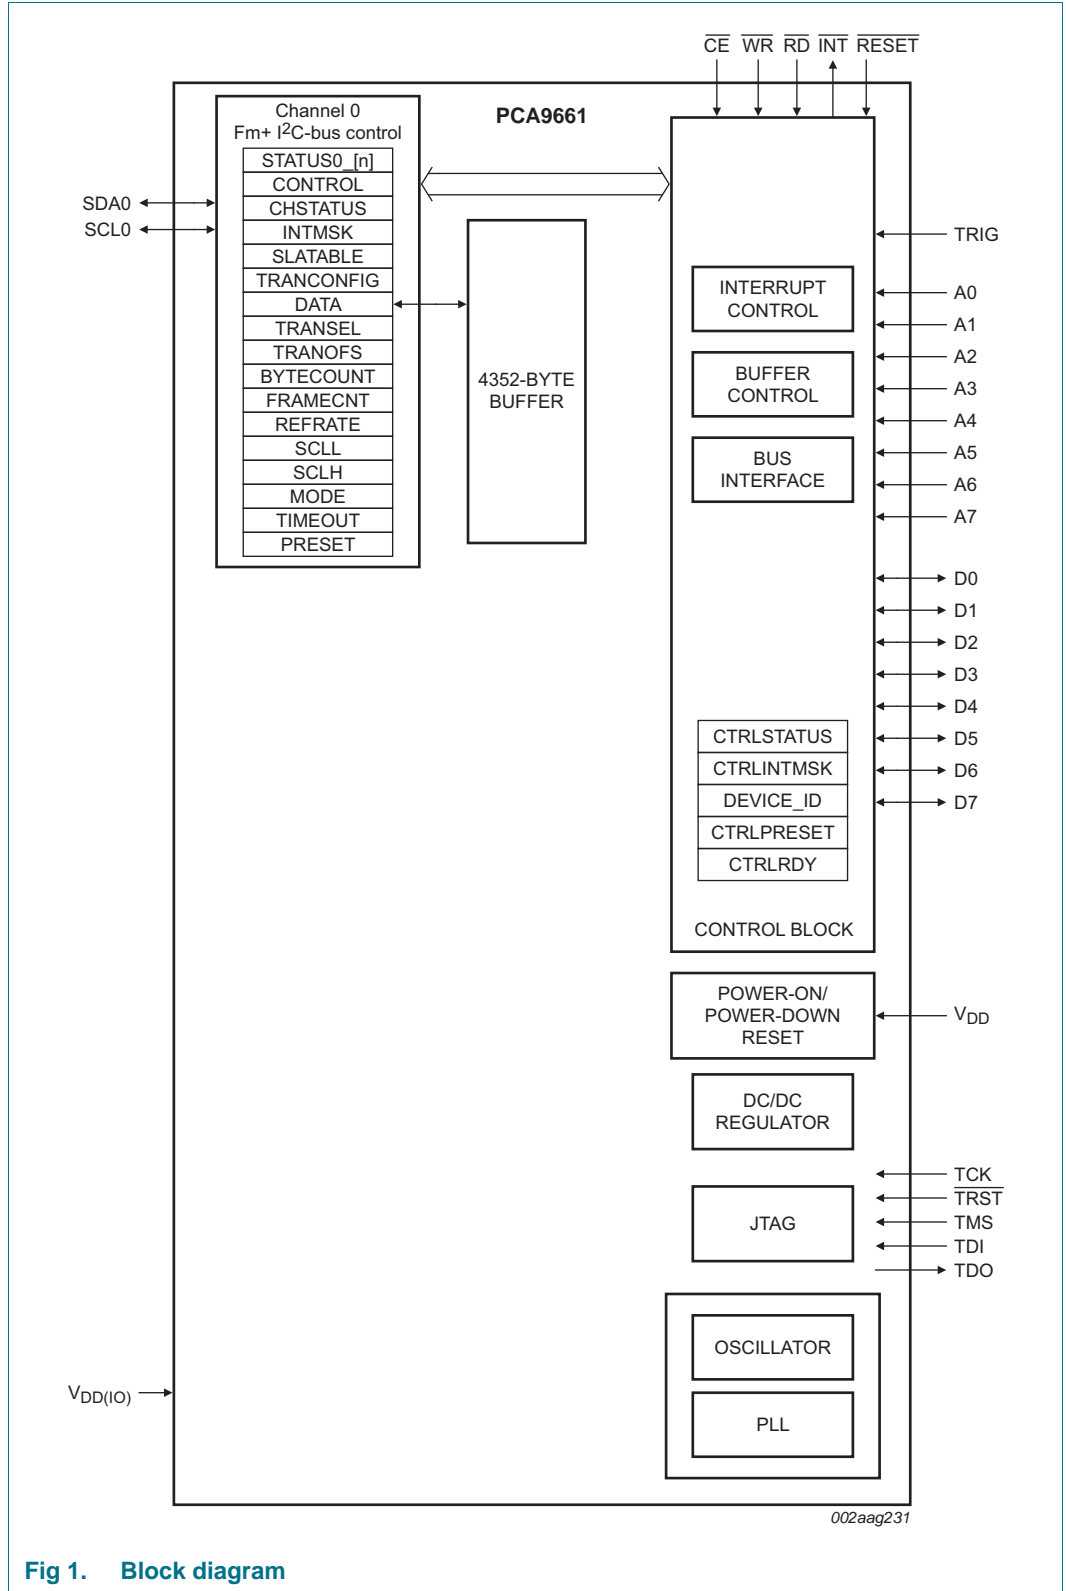 CE WR RD INT RESET
PCA9661
Channel 0
Fm+ I2C-bus control
STATUS0_[n]
CONTROL
CHSTATUS
INTMSK
SLATABLE
TRANCONFIG
DATA
TRANSEL
TRANOFS
BYTECOUNT
FRAMECNT
REFRATE
SCLL
SCLH
MODE
TIMEOUT
PRESET
SDA0
SCL0
4352-BYTE
BUFFER
INTERRUPT
CONTROL
BUFFER
CONTROL
BUS
INTERFACE
CTRLSTATUS
CTRLINTMSK
DEVICE_ID
CTRLPRESET
CTRLRDY
CONTROL BLOCK
TRIG
A0
A1
A2
A3
A4
A5
A6
A7
D0
D1
D2
D3
D4
D5
D6
D7
POWER-ON/
POWER-DOWN
RESET
VDD
DC/DC
REGULATOR
JTAG
TCK
TRST
TMS
TDI
TDO
OSCILLATOR
PLL
VDD(IO)
002aag231
Fig 1. Block diagram